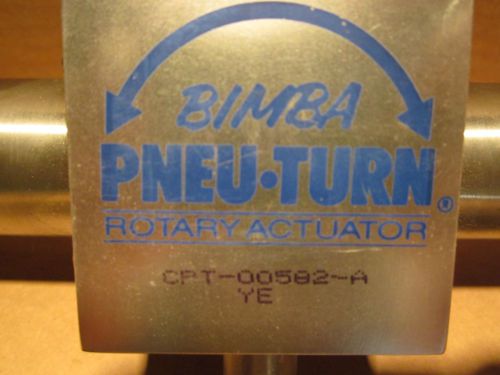 BIMBA
PNEU•TURN®
ROTARY ACTUATOR
CPT-00582-A
YE